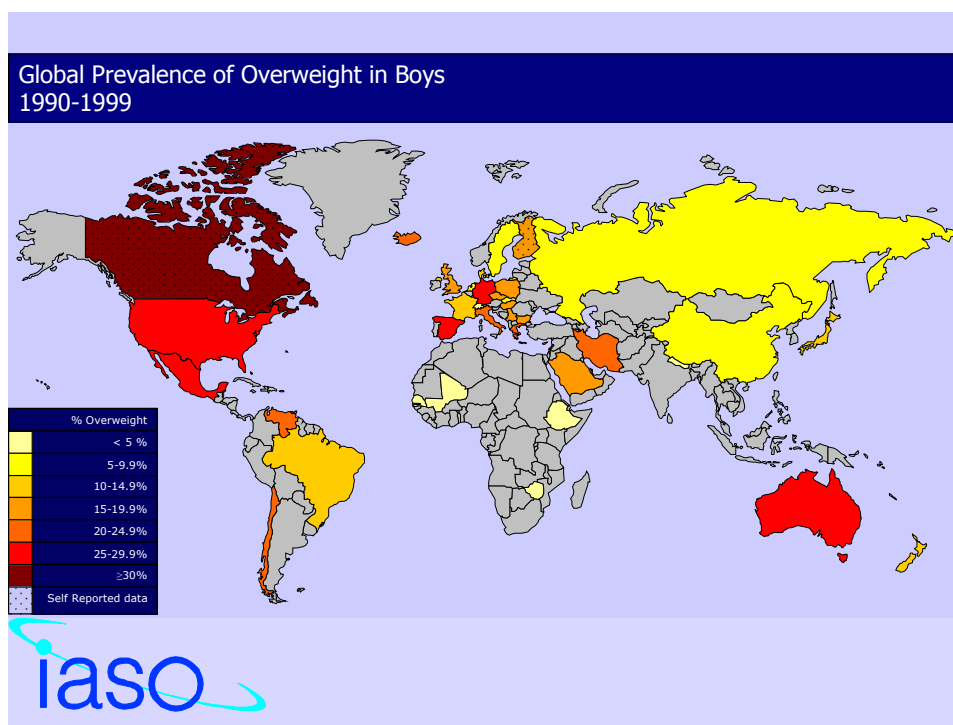 Global Prevalence of Overweight in Boys
1990-1999
% Overweight
< 5 %
5-9.9%
10-14.9%
15-19.9%
20-24.9%
25-29.9%
≥30%
Self Reported data
iaso